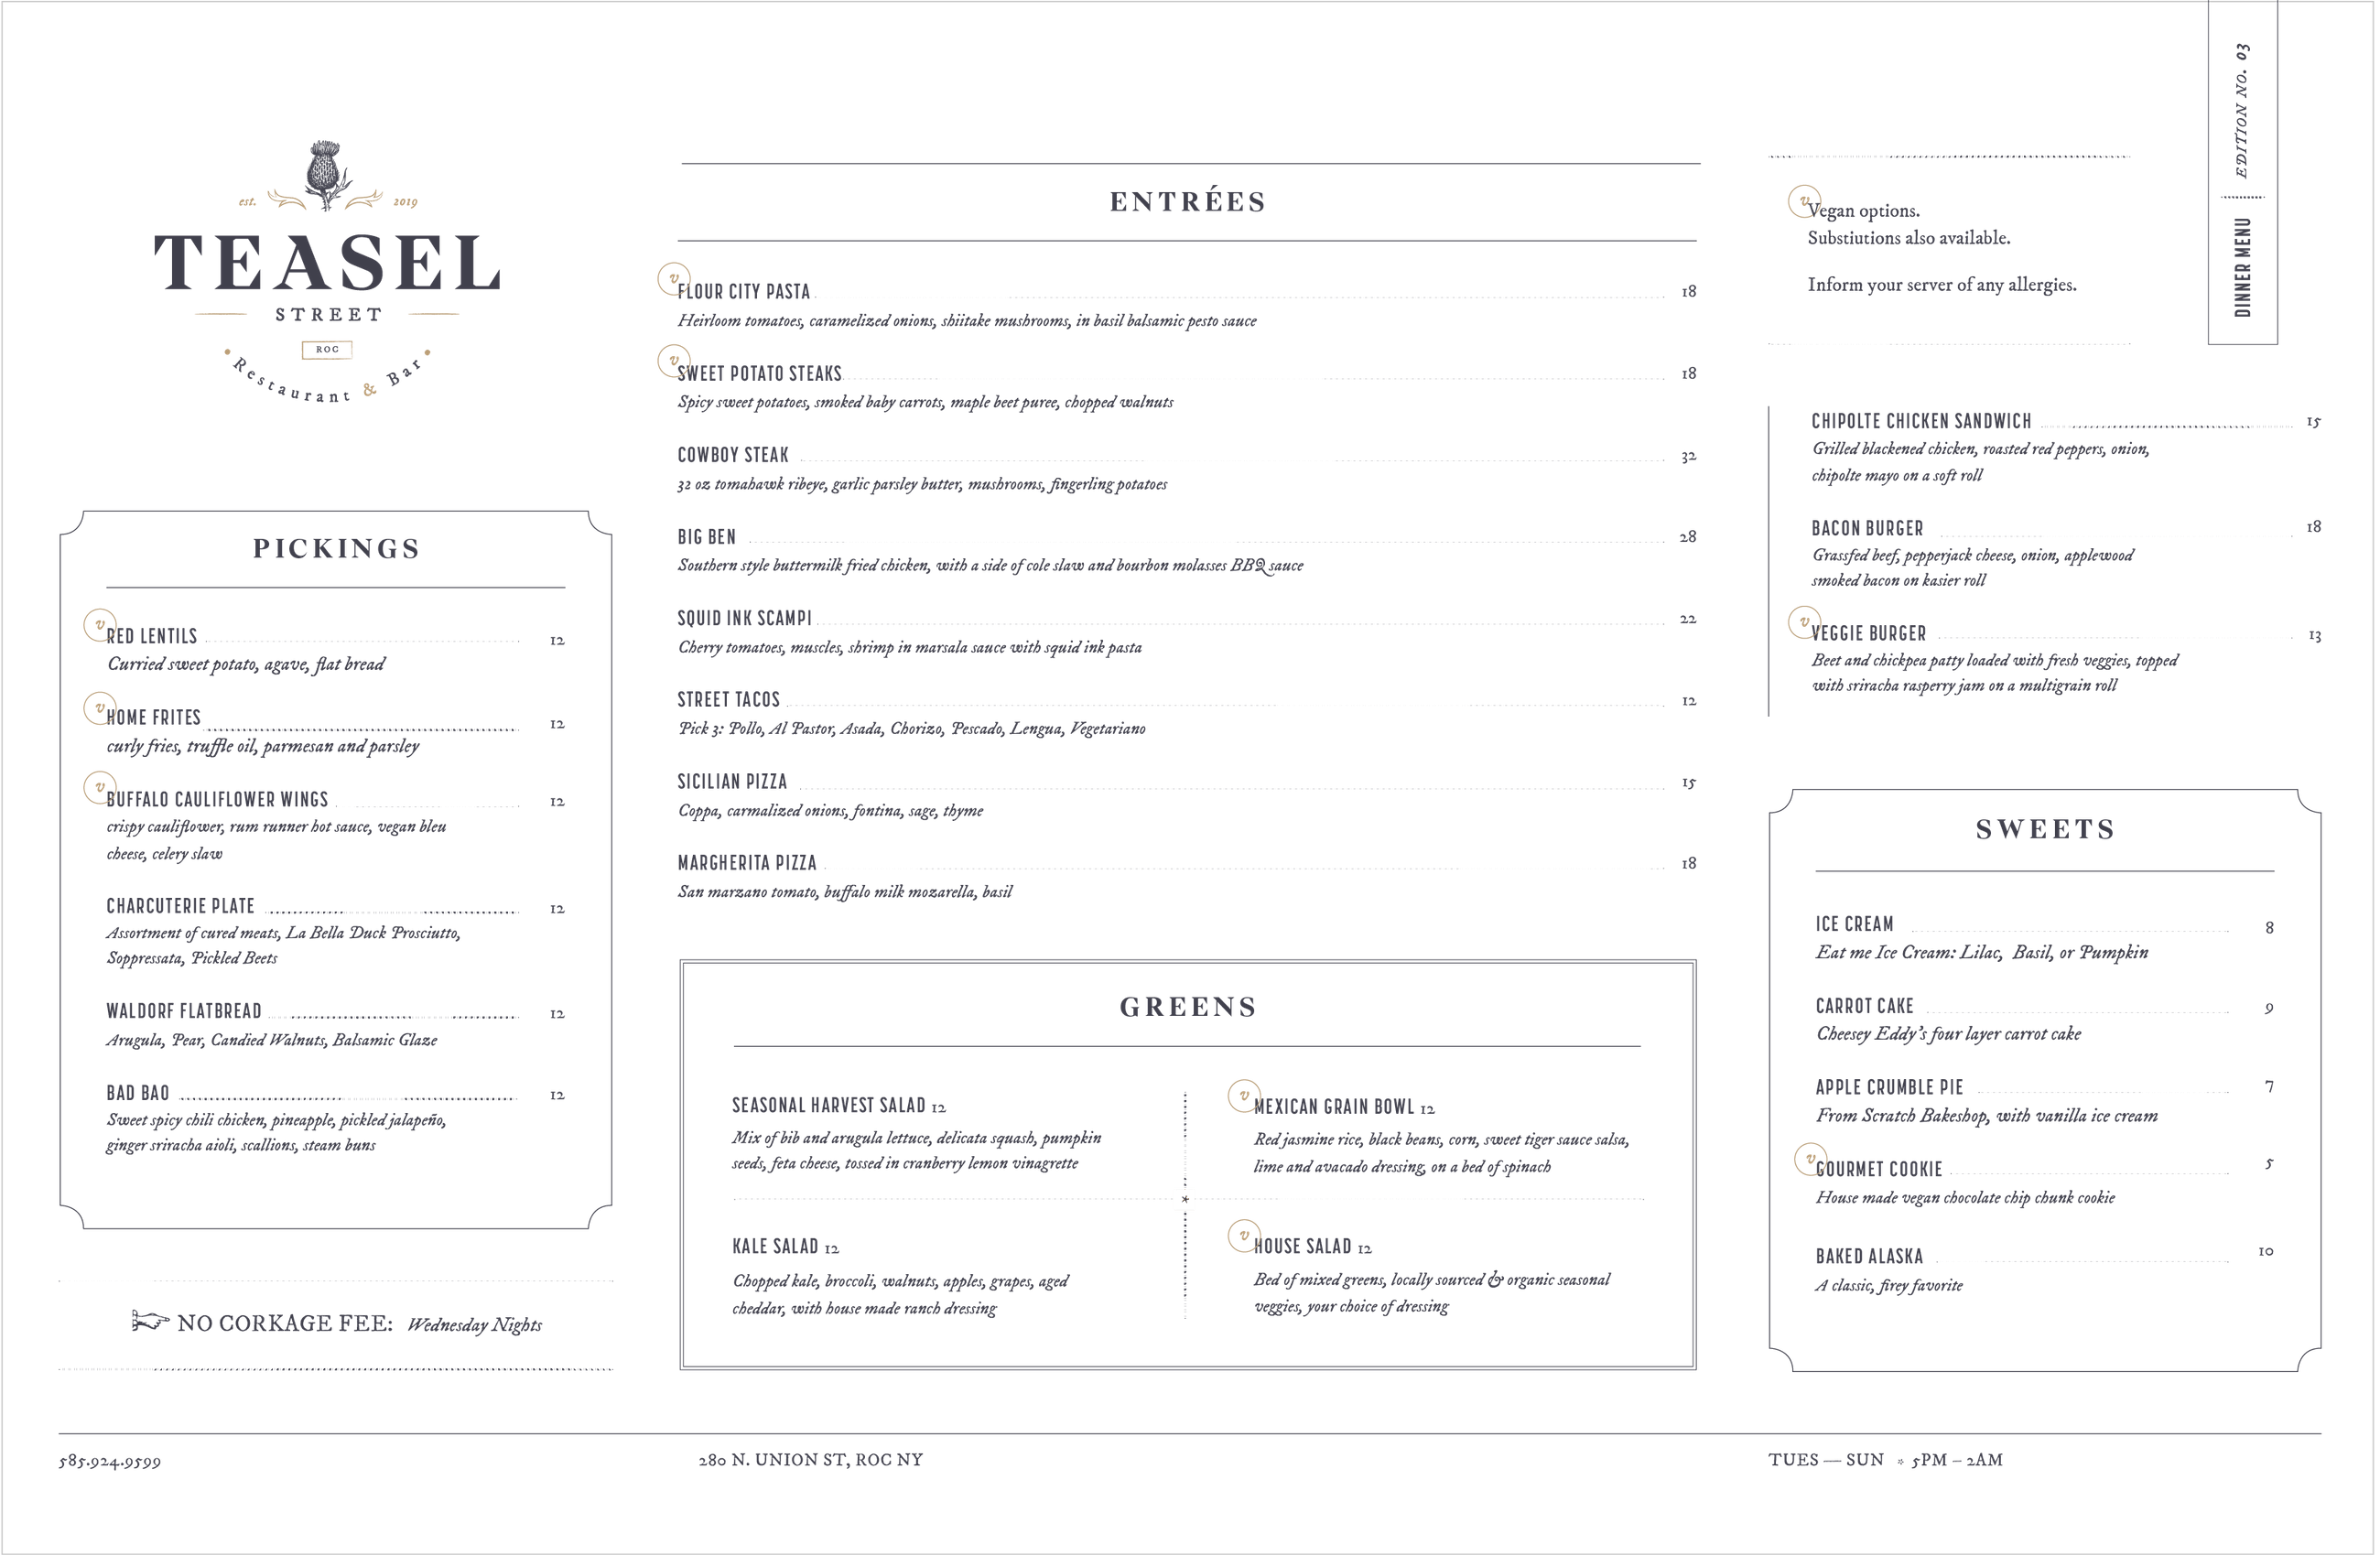 est. 2019
TEASEL
STREET
ROC
Restaurant & Bar
PICKINGS
v
RED LENTILS 12
Curried sweet potato, agave, flat bread
v
HOME FRITES 12
curly fries, truffle oil, parmesan and parsley
v
BUFFALO CAULIFLOWER WINGS 12
crispy cauliflower, rum runner hot sauce, vegan bleu
cheese, celery slaw
CHARCUTERIE PLATE 12
Assortment of cured meats, La Bella Duck Prosciutto,
Soppressata, Pickled Beets
WALDORF FLATBREAD 12
Arugula, Pear, Candied Walnuts, Balsamic Glaze
BAD BAO 12
Sweet spicy chili chicken, pineapple, pickled jalapeño,
ginger sriracha aioli, scallions, steam buns
NO CORKAGE FEE: Wednesday Nights
ENTRÉES
v
FLOUR CITY PASTA 18
Heirloom tomatoes, caramelized onions, shiitake mushrooms, in basil balsamic pesto sauce
v
SWEET POTATO STEAKS 18
Spicy sweet potatoes, smoked baby carrots, maple beet puree, chopped walnuts
COWBOY STEAK 32
32 oz tomahawk ribeye, garlic parsley butter, mushrooms, fingerling potatoes
BIG BEN 28
Southern style buttermilk fried chicken, with a side of cole slaw and bourbon molasses BBQ sauce
SQUID INK SCAMPI 22
Cherry tomatoes, muscles, shrimp in marsala sauce with squid ink pasta
STREET TACOS 12
Pick 3: Pollo, Al Pastor, Asada, Chorizo, Pescado, Lengua, Vegetariano
SICILIAN PIZZA 15
Coppa, carmalized onions, fontina, sage, thyme
MARGHERITA PIZZA 18
San marzano tomato, buffalo milk mozarella, basil
GREENS
SEASONAL HARVEST SALAD 12
Mix of bib and arugula lettuce, delicata squash, pumpkin
seeds, feta cheese, tossed in cranberry lemon vinagrette
v
MEXICAN GRAIN BOWL 12
Red jasmine rice, black beans, corn, sweet tiger sauce salsa,
lime and avacado dressing, on a bed of spinach
KALE SALAD 12
Chopped kale, broccoli, walnuts, apples, grapes, aged
cheddar, with house made ranch dressing
v
HOUSE SALAD 12
Bed of mixed greens, locally sourced & organic seasonal
veggies, your choice of dressing
DINNER MENU EDITION NO. 03
v
Vegan options.
Substiutions also available.
Inform your server of any allergies.
CHIPOLTE CHICKEN SANDWICH 15
Grilled blackened chicken, roasted red peppers, onion,
chipolte mayo on a soft roll
BACON BURGER 18
Grassfed beef, pepperjack cheese, onion, applewood
smoked bacon on kasier roll
v
VEGGIE BURGER 13
Beet and chickpea patty loaded with fresh veggies, topped
with sriracha rasperry jam on a multigrain roll
SWEETS
ICE CREAM 8
Eat me Ice Cream: Lilac, Basil, or Pumpkin
CARROT CAKE 9
Cheesey Eddy's four layer carrot cake
APPLE CRUMBLE PIE 7
From Scratch Bakeshop, with vanilla ice cream
v
GOURMET COOKIE 5
House made vegan chocolate chip chunk cookie
BAKED ALASKA 10
A classic, firey favorite
585.924.9599
280 N. UNION ST, ROC NY
TUES — SUN * 5PM – 2AM